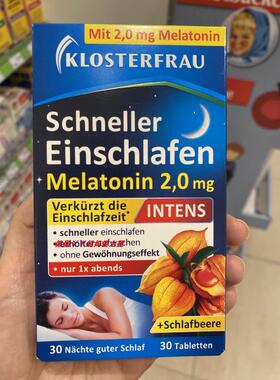 Mit 2,0 mg Melatonin
KLOSTERFRAU
Schneller
Einschlafen
Melatonin 2,0 mg
Verkürzt die
Einschlafzeit*
INTENS
• schneller einschlafen
• ohne Gewöhnungseffekt
• nur 1x abends
+Schlafbeere
30 Nächte guter Schlaf
30 Tabletten